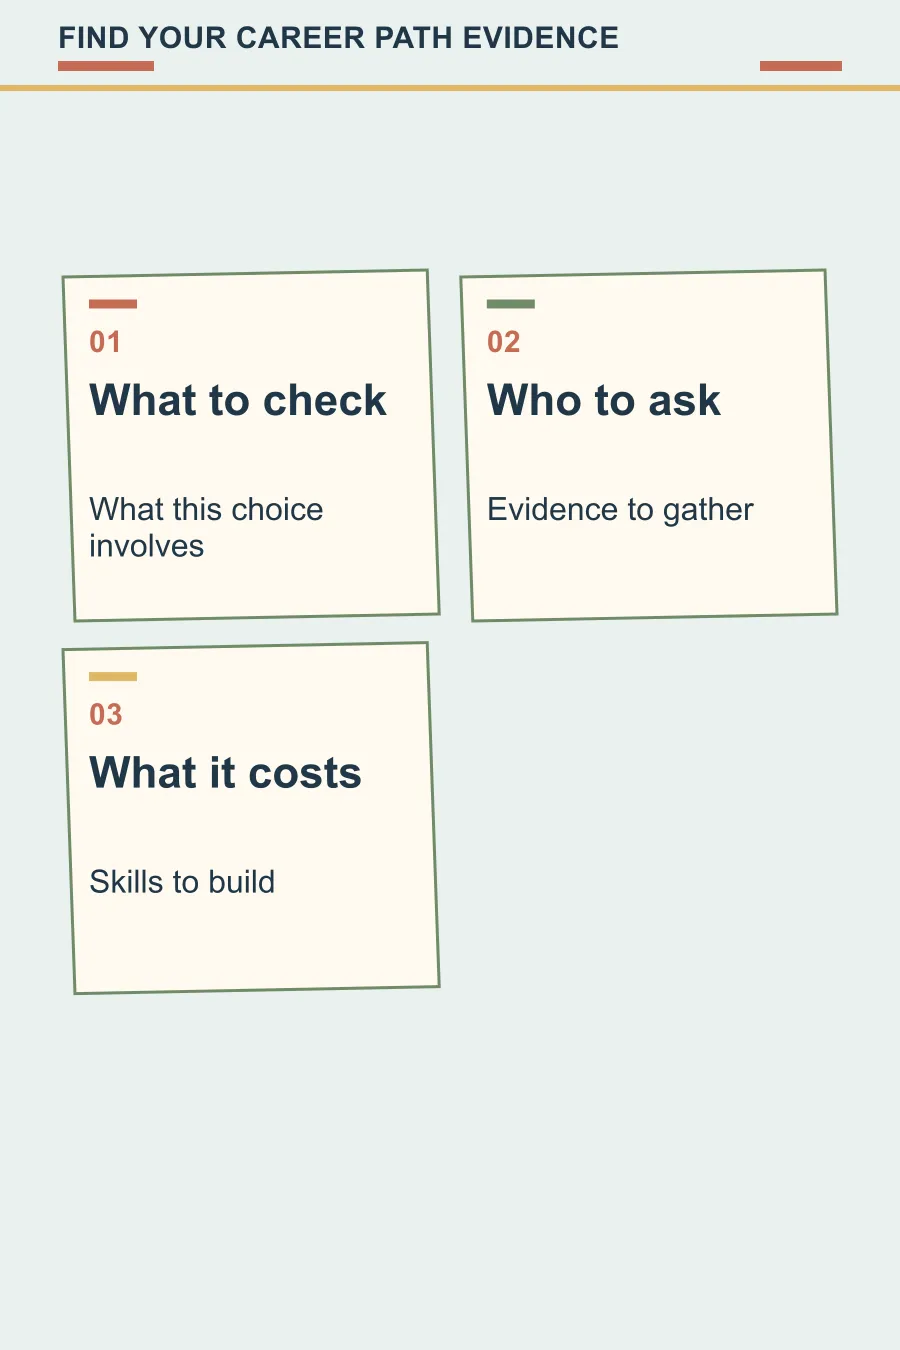 FIND YOUR CAREER PATH EVIDENCE
01
What to check
What this choice
involves
02
Who to ask
Evidence to gather
03
What it costs
Skills to build